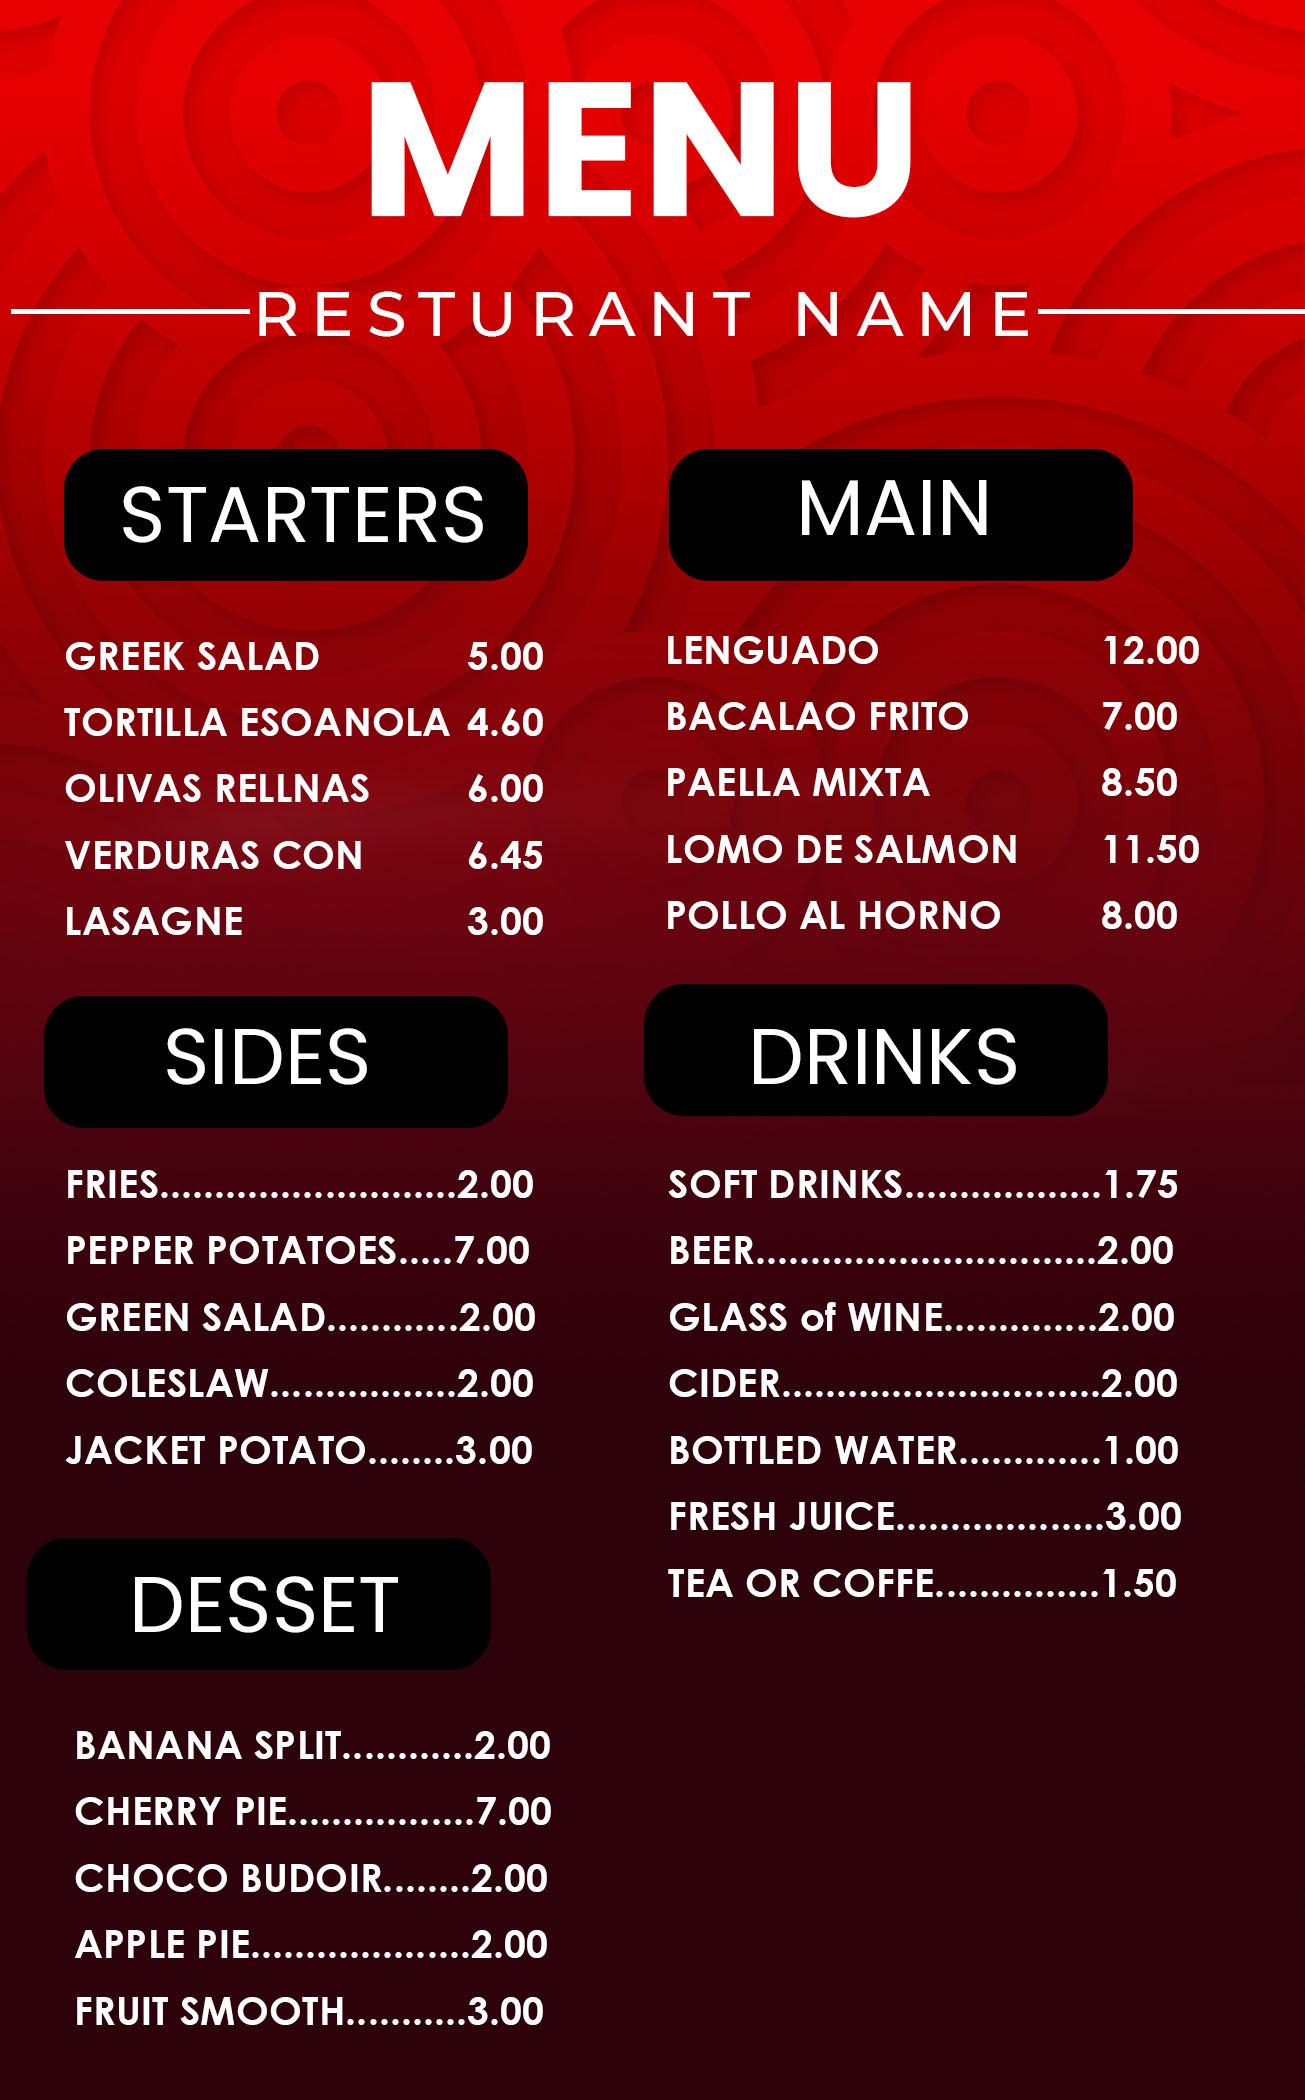 MENU
RESTURANT NAME
STARTERS
GREEK SALAD 5.00
TORTILLA ESOANOLA 4.60
OLIVAS RELLNAS 6.00
VERDURAS CON 6.45
LASAGNE 3.00
MAIN
LENGUADO 12.00
BACALAO FRITO 7.00
PAELLA MIXTA 8.50
LOMO DE SALMON 11.50
POLLO AL HORNO 8.00
SIDES
FRIES...........................2.00
PEPPER POTATOES.....7.00
GREEN SALAD............2.00
COLESLAW.................2.00
JACKET POTATO........3.00
DRINKS
SOFT DRINKS..................1.75
BEER...............................2.00
GLASS of WINE..............2.00
CIDER.............................2.00
BOTTLED WATER.............1.00
FRESH JUICE...................3.00
TEA OR COFFE...............1.50
DESSET
BANANA SPLIT............2.00
CHERRY PIE.................7.00
CHOCO BUDOIR........2.00
APPLE PIE....................2.00
FRUIT SMOOTH...........3.00